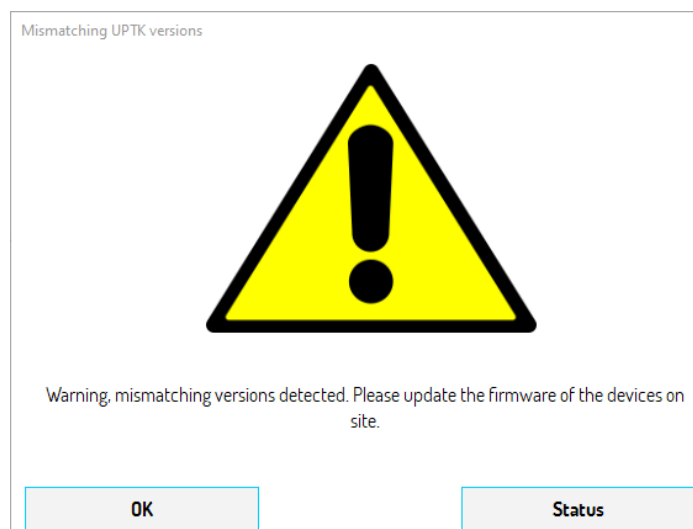 Mismatching UPTK versions
Warning, mismatching versions detected. Please update the firmware of the devices on
site.
OK
Status